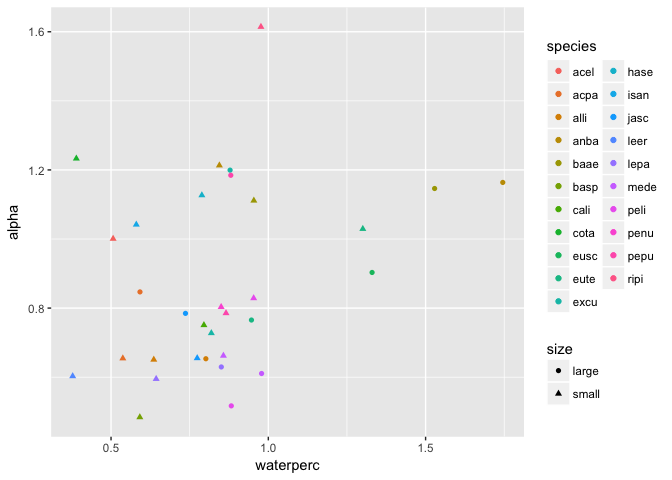 1.6
1.2
0.8
alpha
0.5
1.0
1.5
waterperc
species
acel
acpa
alli
anba
baae
basp
cali
cota
eusc
eute
excu
hase
isan
jasc
leer
lepa
mede
peli
penu
pepu
ripi
size
large
small